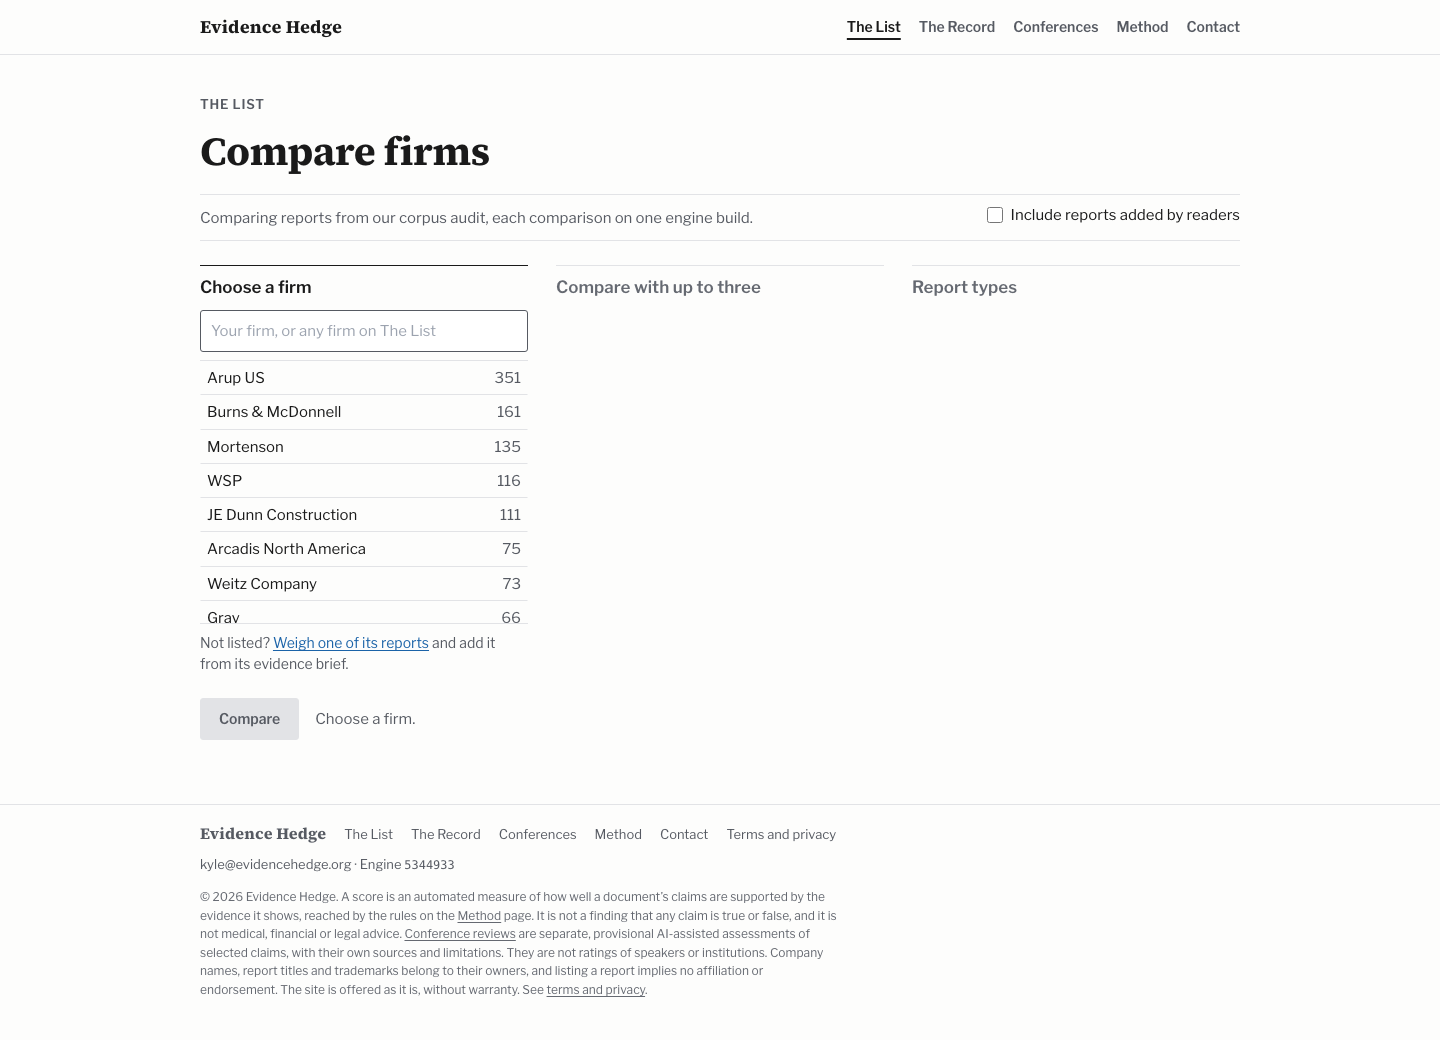 Evidence Hedge
The List The Record Conferences Method Contact
THE LIST
Compare firms
Comparing reports from our corpus audit, each comparison on one engine build.
Include reports added by readers
Choose a firm
Your firm, or any firm on The List
Arup US 351
Burns & McDonnell 161
Mortenson 135
WSP 116
JE Dunn Construction 111
Arcadis North America 75
Weitz Company 73
Gray 66
Not listed? Weigh one of its reports and add it
from its evidence brief.
Compare with up to three
Report types
Compare Choose a firm.
Evidence Hedge The List The Record Conferences Method Contact Terms and privacy
kyle@evidencehedge.org · Engine 5344933
© 2026 Evidence Hedge. A score is an automated measure of how well a document’s claims are supported by the
evidence it shows, reached by the rules on the Method page. It is not a finding that any claim is true or false, and it is
not medical, financial or legal advice. Conference reviews are separate, provisional AI-assisted assessments of
selected claims, with their own sources and limitations. They are not ratings of speakers or institutions. Company
names, report titles and trademarks belong to their owners, and listing a report implies no affiliation or
endorsement. The site is offered as it is, without warranty. See terms and privacy.